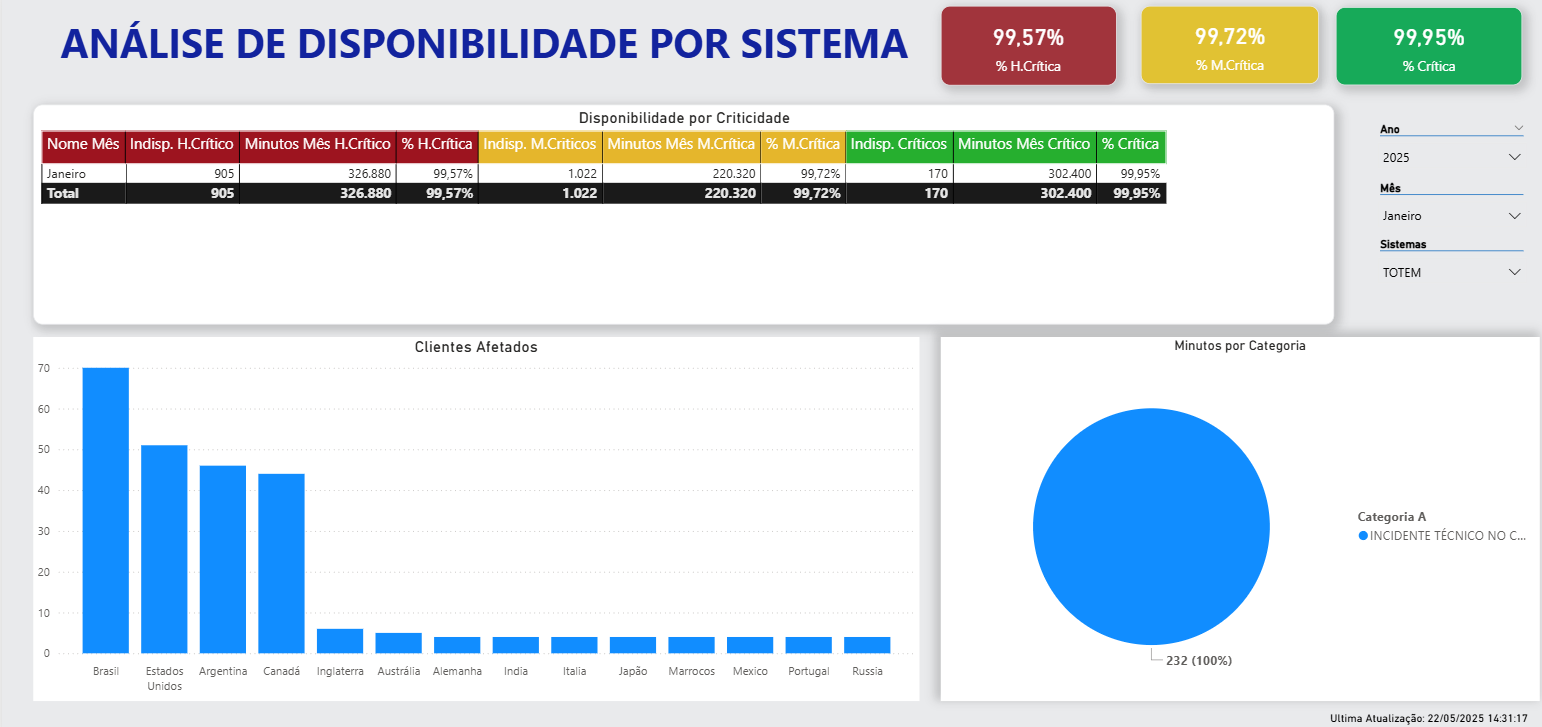 ANÁLISE DE DISPONIBILIDADE POR SISTEMA
99,57%
% H.Crítica
99,72%
% M.Crítica
99,95%
% Crítica
Disponibilidade por Criticidade
Nome Mês Indisp. H.Crítico Minutos Mês H.Crítico % H.Crítica Indisp. M.Criticos Minutos Mês M.Crítica % M.Crítica Indisp. Críticos Minutos Mês Crítico % Crítica
Janeiro 905 326.880 99,57% 1.022 220.320 99,72% 170 302.400 99,95%
Total 905 326.880 99,57% 1.022 220.320 99,72% 170 302.400 99,95%
Ano
2025
Mês
Janeiro
Sistemas
TOTEM
Clientes Afetados
70
60
50
40
30
20
10
0
Brasil Estados Unidos Argentina Canadá Inglaterra Austrália Alemanha India Italia Japão Marrocos Mexico Portugal Russia
Minutos por Categoria
232 (100%)
Categoria A
INCIDENTE TÉCNICO NO C...
Ultima Atualização: 22/05/2025 14:31:17